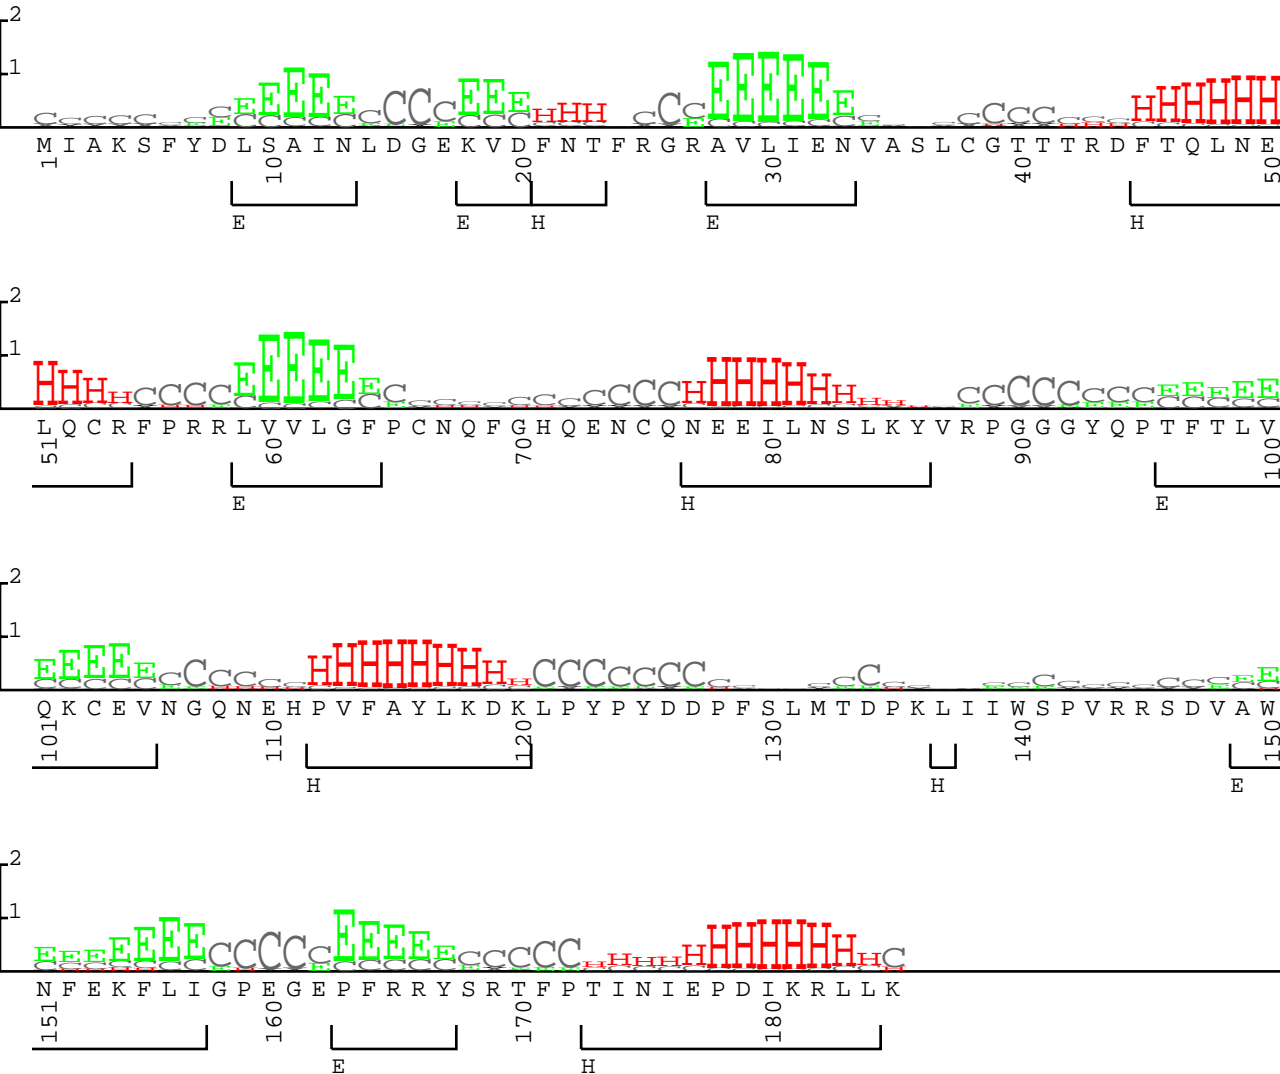 2
1
C C C C C C C E E E E E C C C C E E E H H H C C C E E E E E E C C C C C H H H H H H
M I A K S F Y D L S A I N L D G E K V D F N T F R G R A V L I E N V A S L C G T T T R D F T Q L N E
1 10 20 30 40 50
E E H E H
2
1
H H H H C C C C E E E E E E C C C C C H H H H H H H H H C C C C C C C C E E E E E
L Q C R F P R R L V V L G F P C N Q F G H Q E N C Q N E E I L N S L K Y V R P G G G Y Q P T F T L V
51 60 70 80 90 100
E H E
2
1
E E E E E C C C C H H H H H H H H H C C C C C C C C C E E
Q K C E V N G Q N E H P V F A Y L K D K L P Y P Y D D P F S L M T D P K L I I W S P V R R S D V A W
101 110 120 130 140 150
H H E
2
1
E E E E E E E C C C C C E E E E E C C C C C H H H H H H H H H H H H C
N F E K F L I G P E G E P F R R Y S R T F P T I N I E P D I K R L L K
151 160 170 180
E H